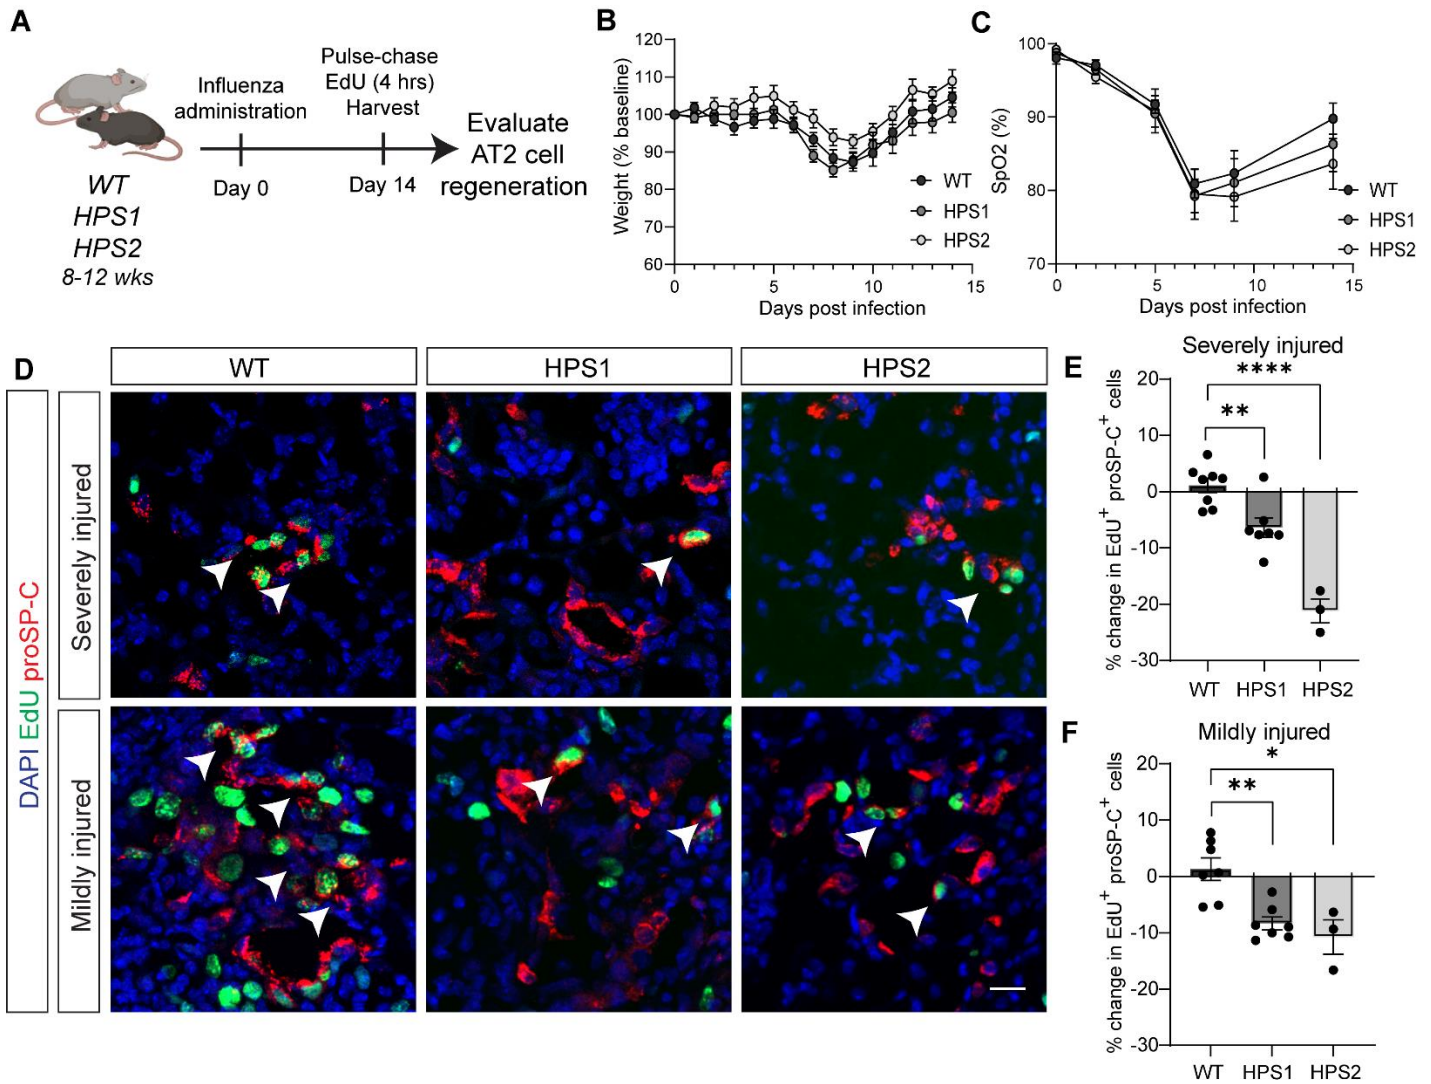 A
Influenza
administration
Pulse-chase
EdU (4 hrs)
Harvest
Day 0
Day 14
Evaluate
AT2 cell
regeneration
WT
HPS1
HPS2
8-12 wks
B
Weight (% baseline)
120
110
100
90
80
70
60
0
5
10
15
Days post infection
WT
HPS1
HPS2
C
SpO2 (%)
100
90
80
70
0
5
10
15
Days post infection
WT
HPS1
HPS2
D
WT
HPS1
HPS2
DAPI EdU proSP-C
Severely injured
Mildly injured
E
Severely injured
****
**
% change in EdU+ proSP-C+ cells
20
10
0
-10
-20
-30
WT
HPS1
HPS2
F
Mildly injured
*
**
% change in EdU+ proSP-C+ cells
20
10
0
-10
-20
-30
WT
HPS1
HPS2